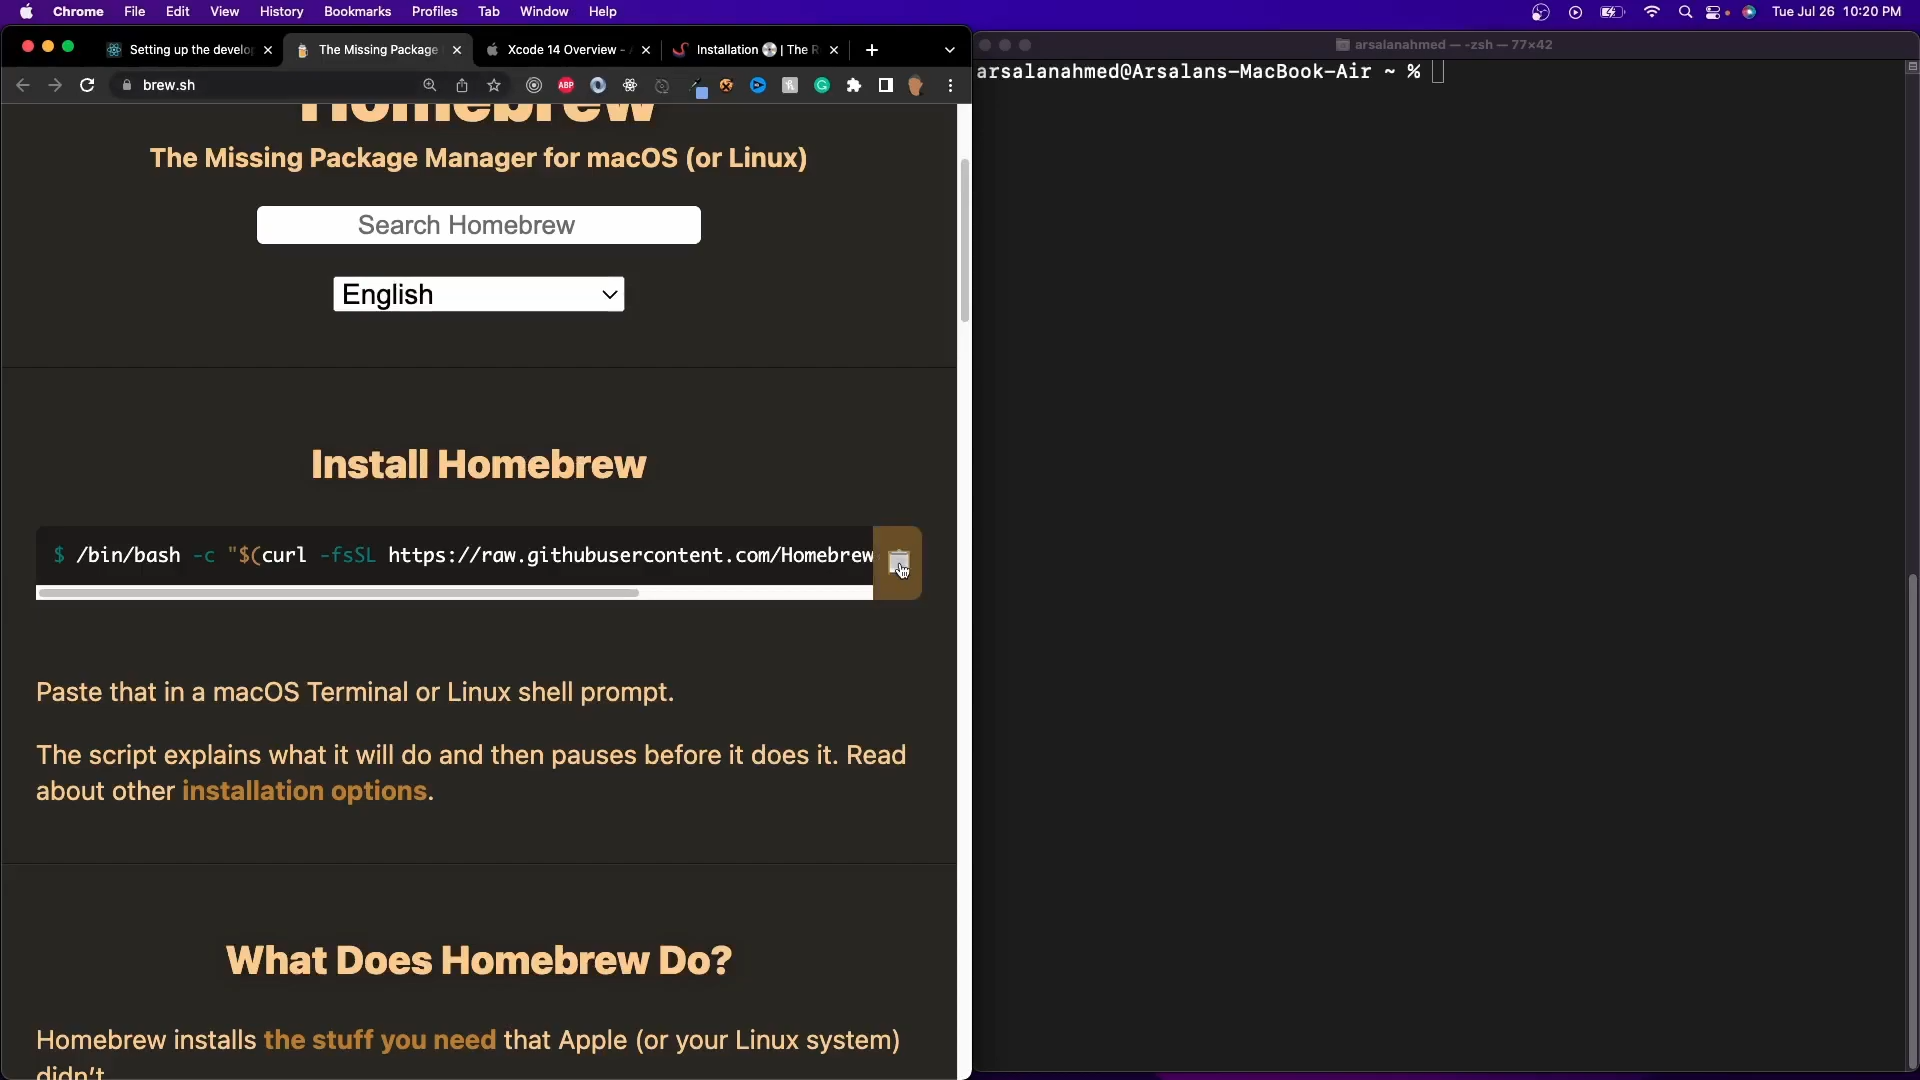 Chrome File Edit View History Bookmarks Profiles Tab Window Help Tue Jul 26 10:20 PM
Setting up the develo The Missing Package Xcode 14 Overview - Installation | The R
brew.sh
ABP
Homebrew
The Missing Package Manager for macOS (or Linux)
Search Homebrew
English
Install Homebrew
$ /bin/bash -c "$(curl -fsSL https://raw.githubusercontent.com/Homebrew
Paste that in a macOS Terminal or Linux shell prompt.
The script explains what it will do and then pauses before it does it. Read
about other installation options.
What Does Homebrew Do?
Homebrew installs the stuff you need that Apple (or your Linux system)
didn't.
arsalanahmed — -zsh — 77×42
arsalanahmed@Arsalans-MacBook-Air ~ %